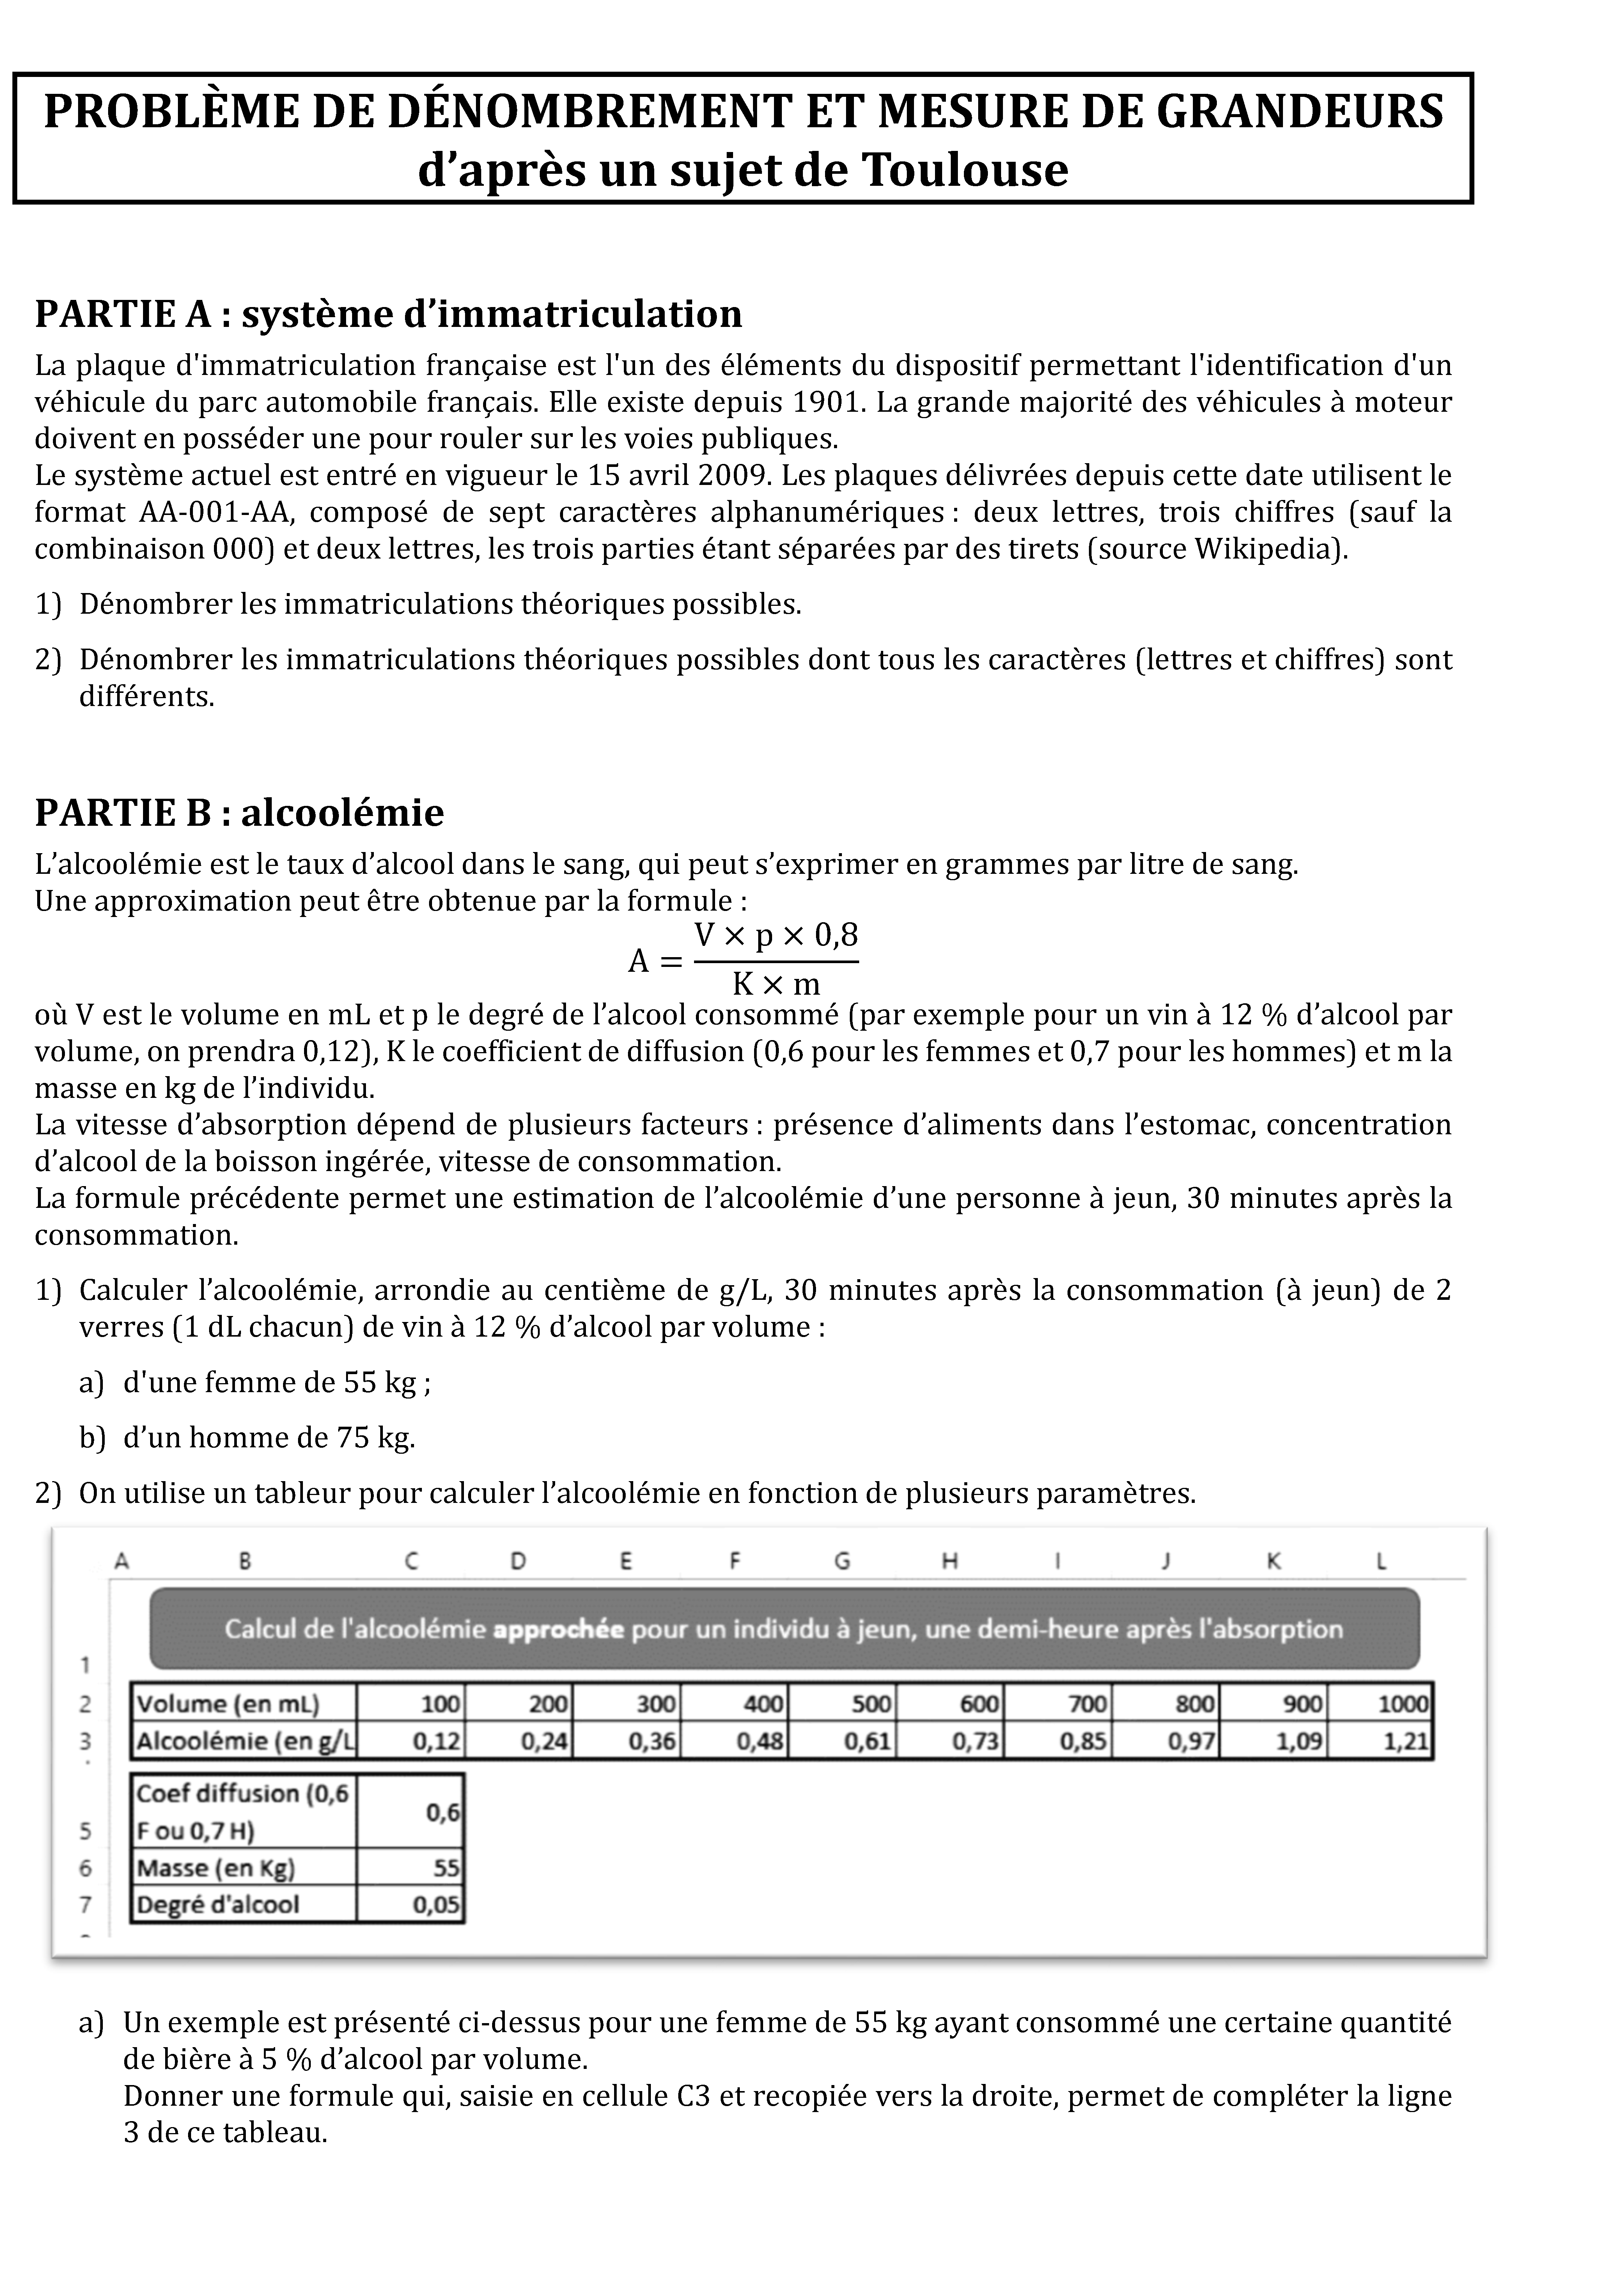 PROBLÈME DE DÉNOMBREMENT ET MESURE DE GRANDEURS
d’après un sujet de Toulouse
PARTIE A : système d’immatriculation
La plaque d'immatriculation française est l'un des éléments du dispositif permettant l'identification d'un
véhicule du parc automobile français. Elle existe depuis 1901. La grande majorité des véhicules à moteur
doivent en posséder une pour rouler sur les voies publiques.
Le système actuel est entré en vigueur le 15 avril 2009. Les plaques délivrées depuis cette date utilisent le
format AA-001-AA, composé de sept caractères alphanumériques : deux lettres, trois chiffres (sauf la
combinaison 000) et deux lettres, les trois parties étant séparées par des tirets (source Wikipedia).
1) Dénombrer les immatriculations théoriques possibles.
2) Dénombrer les immatriculations théoriques possibles dont tous les caractères (lettres et chiffres) sont
différents.
PARTIE B : alcoolémie
L’alcoolémie est le taux d’alcool dans le sang, qui peut s’exprimer en grammes par litre de sang.
Une approximation peut être obtenue par la formule :
V × p × 0,8
A =
K × m
où V est le volume en mL et p le degré de l’alcool consommé (par exemple pour un vin à 12 % d’alcool par
volume, on prendra 0,12), K le coefficient de diffusion (0,6 pour les femmes et 0,7 pour les hommes) et m la
masse en kg de l’individu.
La vitesse d’absorption dépend de plusieurs facteurs : présence d’aliments dans l’estomac, concentration
d’alcool de la boisson ingérée, vitesse de consommation.
La formule précédente permet une estimation de l’alcoolémie d’une personne à jeun, 30 minutes après la
consommation.
1) Calculer l’alcoolémie, arrondie au centième de g/L, 30 minutes après la consommation (à jeun) de 2
verres (1 dL chacun) de vin à 12 % d’alcool par volume :
a) d'une femme de 55 kg ;
b) d’un homme de 75 kg.
2) On utilise un tableur pour calculer l’alcoolémie en fonction de plusieurs paramètres.
A B C D E F G H I J K L
Calcul de l'alcoolémie approchée pour un individu à jeun, une demi-heure après l'absorption
1
2 Volume (en mL) 100 200 300 400 500 600 700 800 900 1000
3 Alcoolémie (en g/L 0,12 0,24 0,36 0,48 0,61 0,73 0,85 0,97 1,09 1,21
Coef diffusion (0,6
5 F ou 0,7 H) 0,6
6 Masse (en Kg) 55
7 Degré d'alcool 0,05
a) Un exemple est présenté ci-dessus pour une femme de 55 kg ayant consommé une certaine quantité
de bière à 5 % d’alcool par volume.
Donner une formule qui, saisie en cellule C3 et recopiée vers la droite, permet de compléter la ligne
3 de ce tableau.